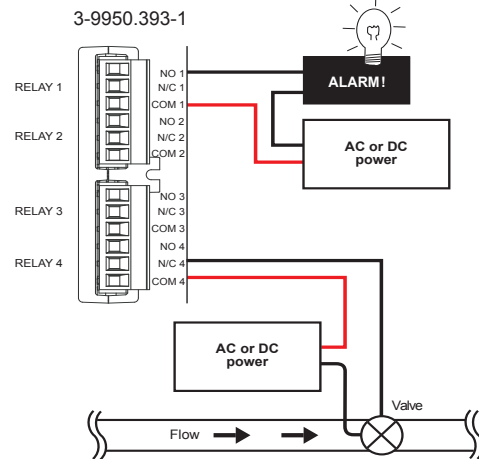 3-9950.393-1
RELAY 1
RELAY 2
RELAY 3
RELAY 4
NO 1
N/C 1
COM 1
NO 2
N/C 2
COM 2
NO 3
N/C 3
COM 3
NO 4
N/C 4
COM 4
ALARM!
AC or DC
power
AC or DC
power
Valve
Flow